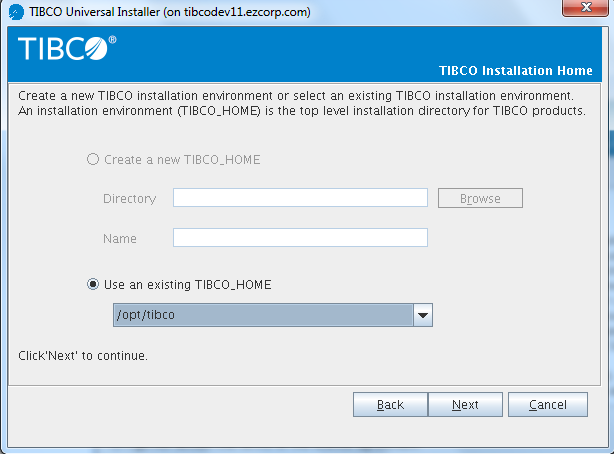 TIBCO Universal Installer (on tibcodev11.ezcorp.com)
TIBCO®
TIBCO Installation Home
Create a new TIBCO installation environment or select an existing TIBCO installation environment.
An installation environment (TIBCO_HOME) is the top level installation directory for TIBCO products.
Create a new TIBCO_HOME
Directory
Browse
Name
Use an existing TIBCO_HOME
/opt/tibco
Click'Next' to continue.
Back Next Cancel